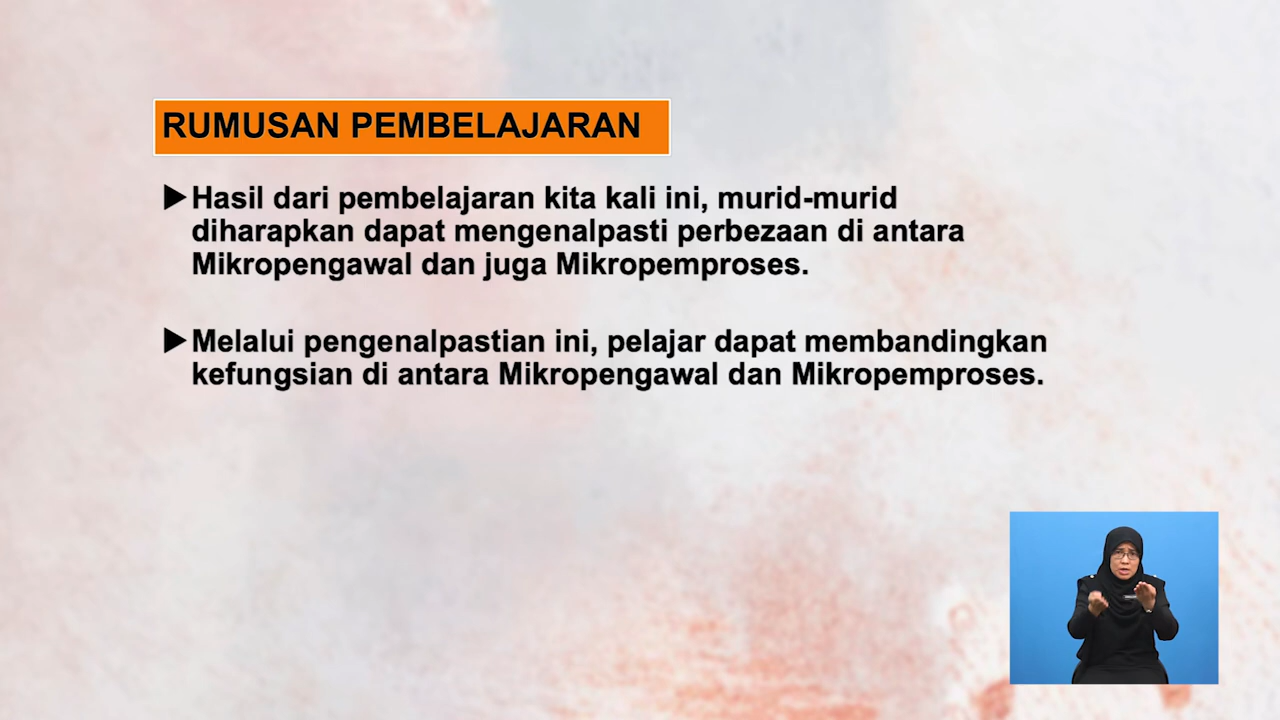 RUMUSAN PEMBELAJARAN
▶Hasil dari pembelajaran kita kali ini, murid-murid
diharapkan dapat mengenalpasti perbezaan di antara
Mikropengawal dan juga Mikropemproses.
▶Melalui pengenalpastian ini, pelajar dapat membandingkan
kefungsian di antara Mikropengawal dan Mikropemproses.